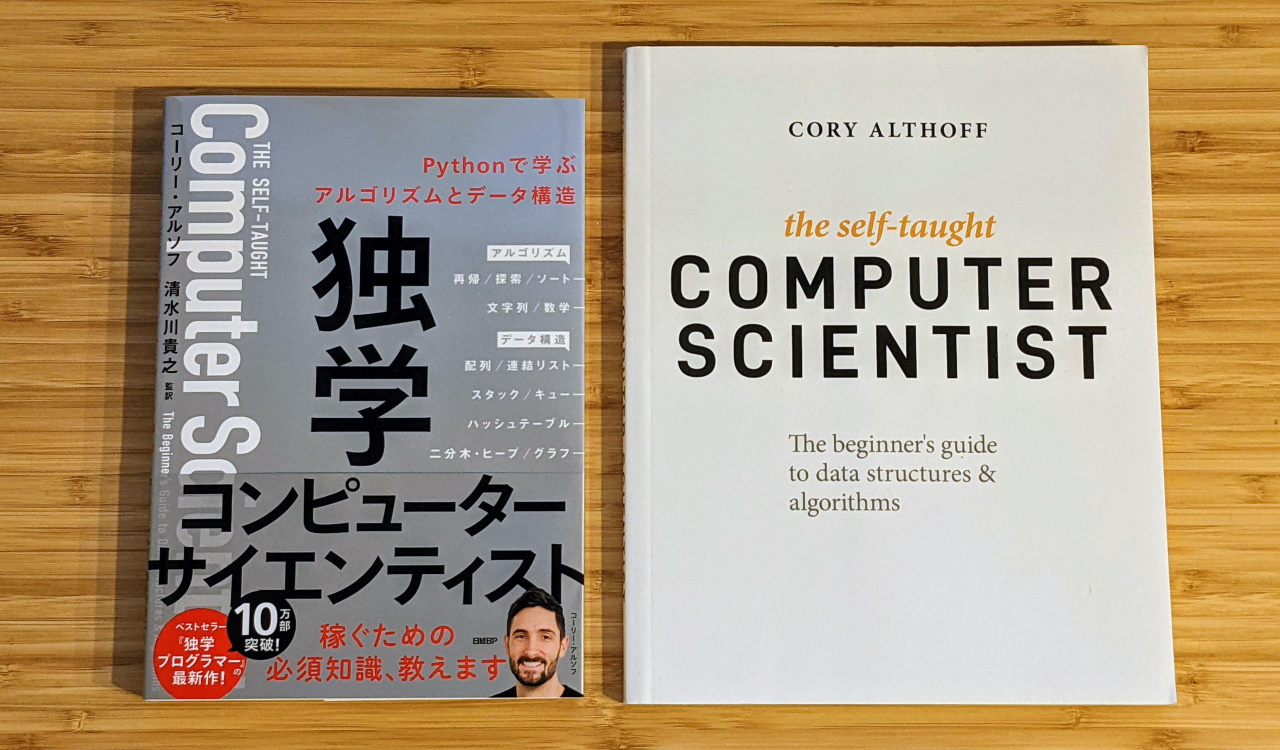 THE SELF-TAUGHT
Computer Scient
コーリー・アルソフ 清水川貴之 監訳
The Beginner's Guide to D
Pythonで学ぶ
アルゴリズムとデータ構造
独学
アルゴリズム
再帰/探索/ソート
文字列/数学
データ構造
配列/連結リスト
スタック/キュー
ハッシュテーブル
二分木・ヒープ/グラフ
コンピューター
サイエンティスト
ベストセラー
『独学
プログラマー』の
最新作!
10万部
突破!
稼ぐための
必須知識、教えます
日経BP
コーリー・アルソフ
CORY ALTHOFF
the self-taught
COMPUTER
SCIENTIST
The beginner's guide
to data structures &
algorithms